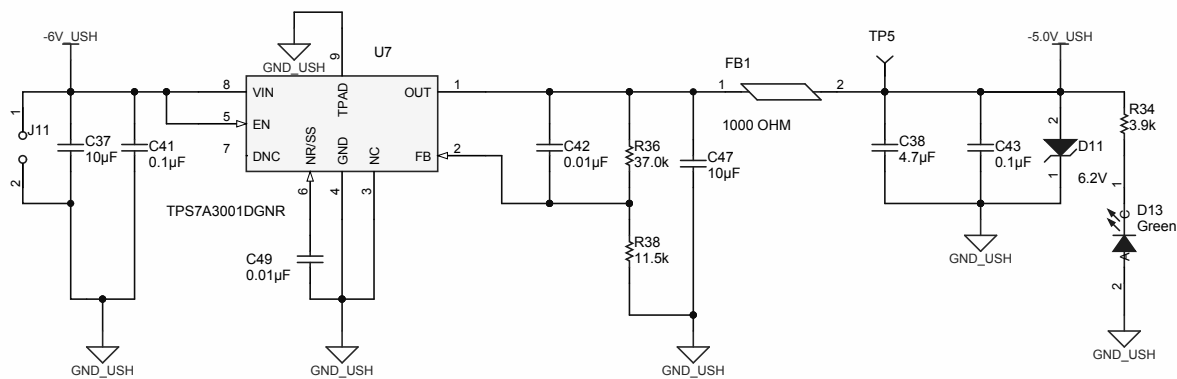 -6V_USH
GND_USH
9
U7
TP5
-5.0V_USH
FB1
1
J11
2
C37
10µF
C41
0.1µF
8
5
7
VIN
EN
DNC
TPAD
NR/SS
GND
NC
OUT
FB
1
2
6
4
3
TPS7A3001DGNR
C49
0.01µF
C42
0.01µF
R36
37.0k
R38
11.5k
C47
10µF
1
2
1000 OHM
C38
4.7µF
C43
0.1µF
2
D11
1
6.2V
R34
3.9k
1
C
D13
Green
A
2
GND_USH
GND_USH
GND_USH
GND_USH
GND_USH